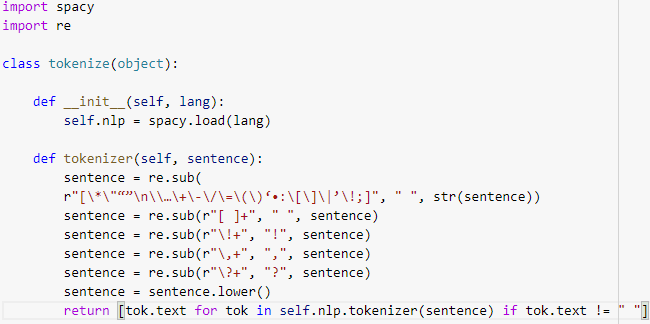 import spacy
import re
class tokenize(object):
def __init__(self, lang):
self.nlp = spacy.load(lang)
def tokenizer(self, sentence):
sentence = re.sub(
r"[\*\"“”\n\\…\+\-\/\=\(\)‘•:\[\]\|’\!;]", " ", str(sentence))
sentence = re.sub(r"[ ]+", " ", sentence)
sentence = re.sub(r"\!+", "!", sentence)
sentence = re.sub(r"\,+", ",", sentence)
sentence = re.sub(r"\?+", "?", sentence)
sentence = sentence.lower()
return [tok.text for tok in self.nlp.tokenizer(sentence) if tok.text != " "]